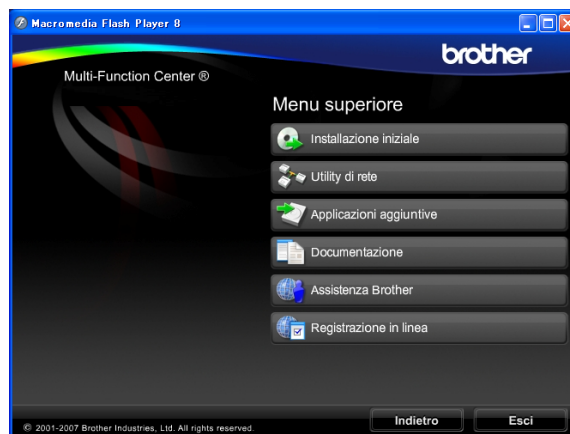 Macromedia Flash Player 8
brother
Multi-Function Center ®
Menu superiore
Installazione iniziale
Utility di rete
Applicazioni aggiuntive
Documentazione
Assistenza Brother
Registrazione in linea
© 2001-2007 Brother Industries, Ltd. All rights reserved.
Indietro
Esci